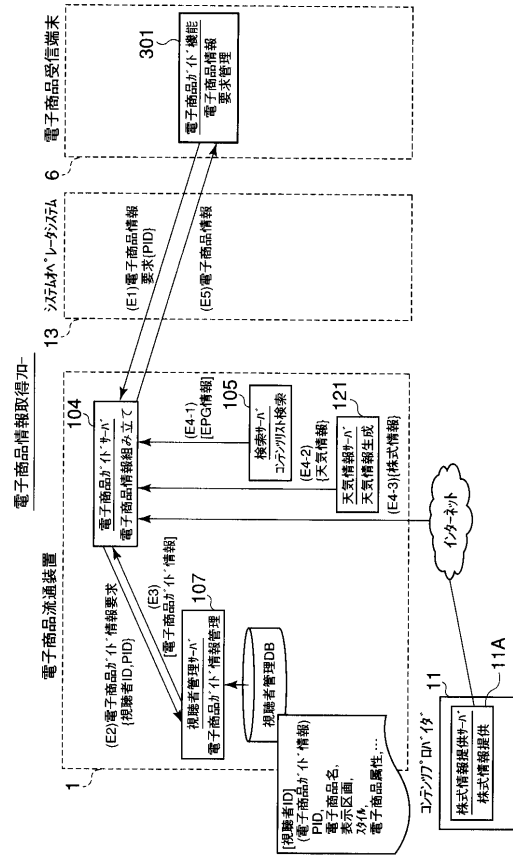 電子商品情報取得フロー
電子商品流通装置
1
システムオペレータシステム
13
電子商品受信端末
6
104
電子商品ガイドサーバ
電子商品情報組み立て
301
電子商品ガイド機能
電子商品情報
要求管理
(E1)電子商品情報
要求{PID}
(E5)電子商品情報
(E2)電子商品ガイド情報要求
{視聴者ID,PID}
(E3)
[電子商品ガイド情報]
107
視聴者管理サーバ
電子商品ガイド情報管理
視聴者管理DB
[視聴者ID]
(電子商品ガイド情報)
PID,
電子商品名,
表示区画,
スタイル,
電子商品属性,…
(E4-1)
[EPG情報]
105
検索サーバ
コンテンツリスト検索
(E4-2)
{天気情報}
121
天気情報サーバ
天気情報生成
(E4-3){株式情報}
インターネット
コンテンツプロバイダ
11
11A
株式情報提供サーバ
株式情報提供